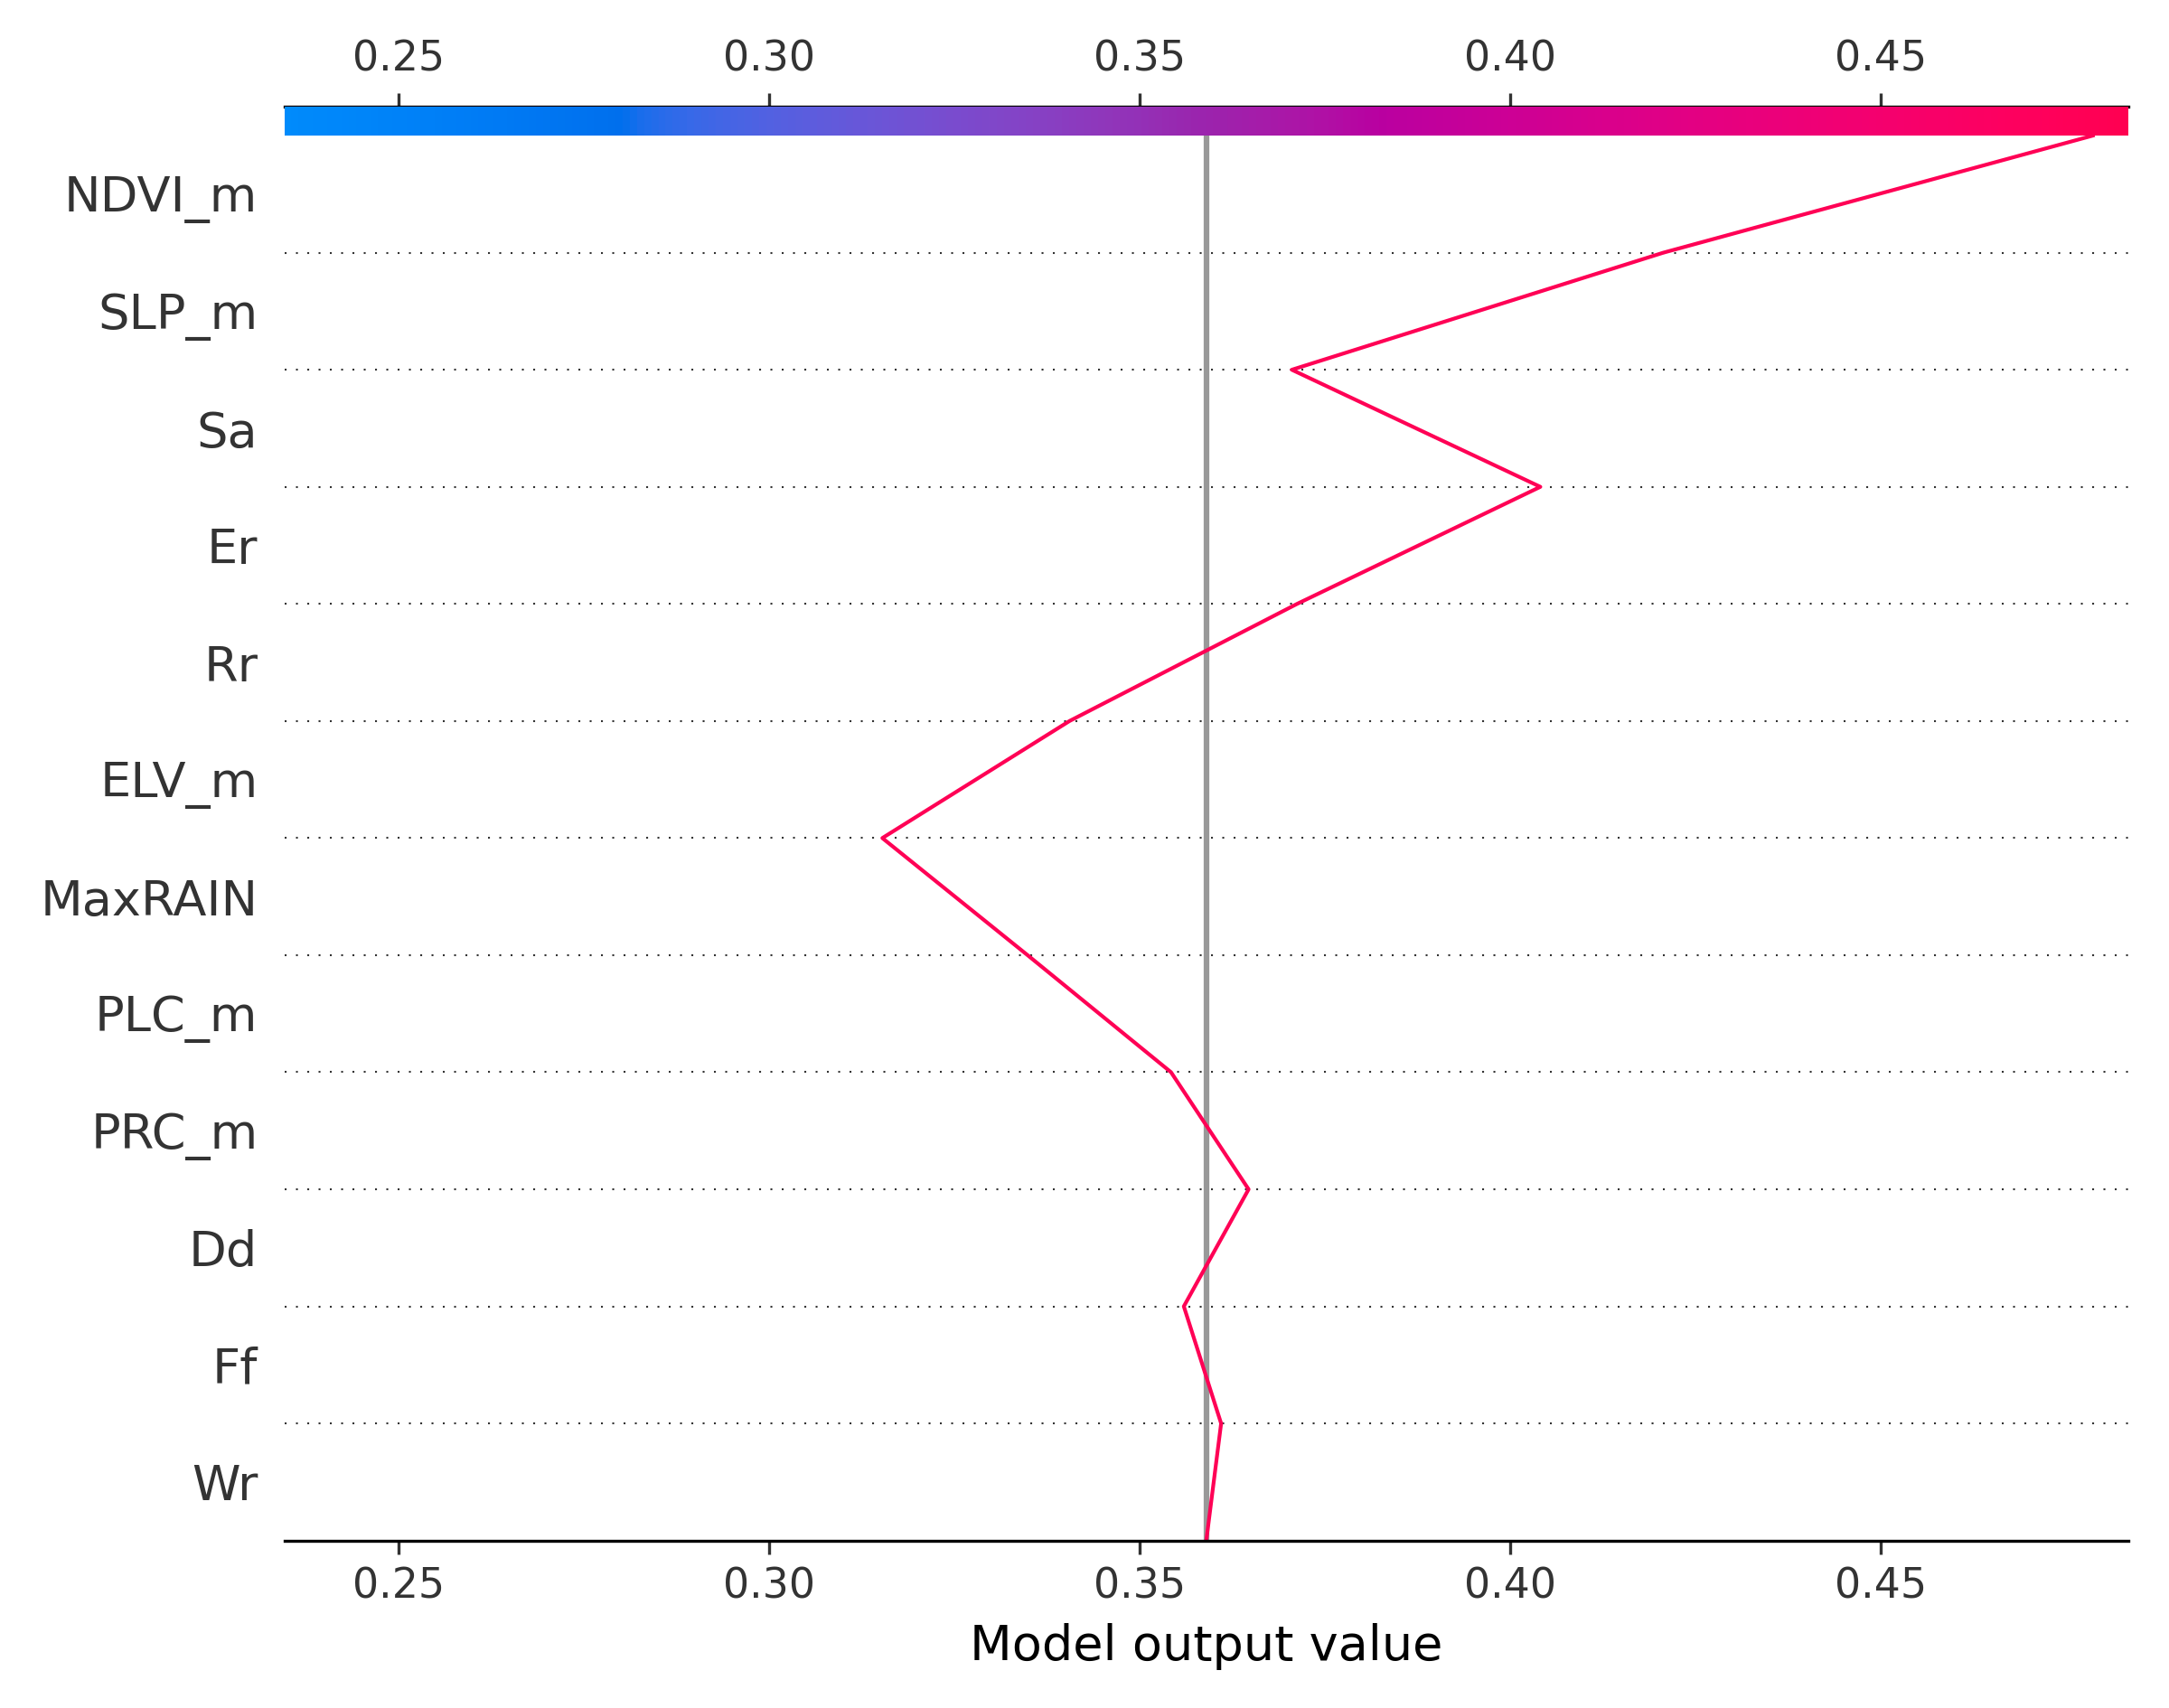 0.25 0.30 0.35 0.40 0.45
NDVI_m
SLP_m
Sa
Er
Rr
ELV_m
MaxRAIN
PLC_m
PRC_m
Dd
Ff
Wr
0.25 0.30 0.35 0.40 0.45
Model output value